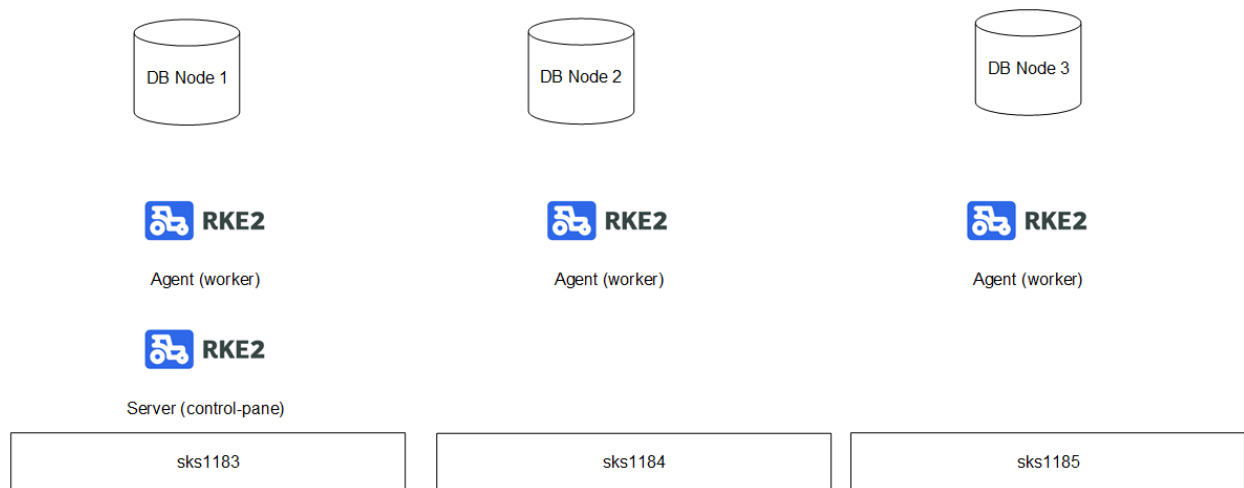 DB Node 1
DB Node 2
DB Node 3
RKE2
RKE2
RKE2
Agent (worker)
Agent (worker)
Agent (worker)
RKE2
Server (control-pane)
sks1183
sks1184
sks1185